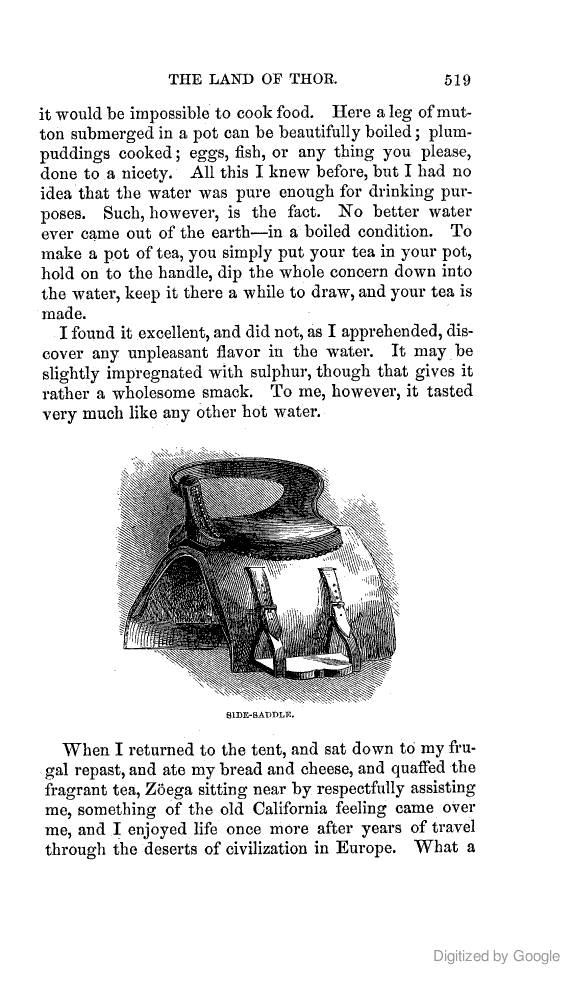 THE LAND OF THOR. 519
it would be impossible to cook food. Here a leg of mut-
ton submerged in a pot can be beautifully boiled; plum-
puddings cooked; eggs, fish, or any thing you please,
done to a nicety. All this I knew before, but I had no
idea that the water was pure enough for drinking pur-
poses. Such, however, is the fact. No better water
ever came out of the earth—in a boiled condition. To
make a pot of tea, you simply put your tea in your pot,
hold on to the handle, dip the whole concern down into
the water, keep it there a while to draw, and your tea is
made.
I found it excellent, and did not, as I apprehended, dis-
cover any unpleasant flavor in the water. It may be
slightly impregnated with sulphur, though that gives it
rather a wholesome smack. To me, however, it tasted
very much like any other hot water.
SIDE-SADDLE.
When I returned to the tent, and sat down to my fru-
gal repast, and ate my bread and cheese, and quaffed the
fragrant tea, Zöega sitting near by respectfully assisting
me, something of the old California feeling came over
me, and I enjoyed life once more after years of travel
through the deserts of civilization in Europe. What a
Digitized by Google